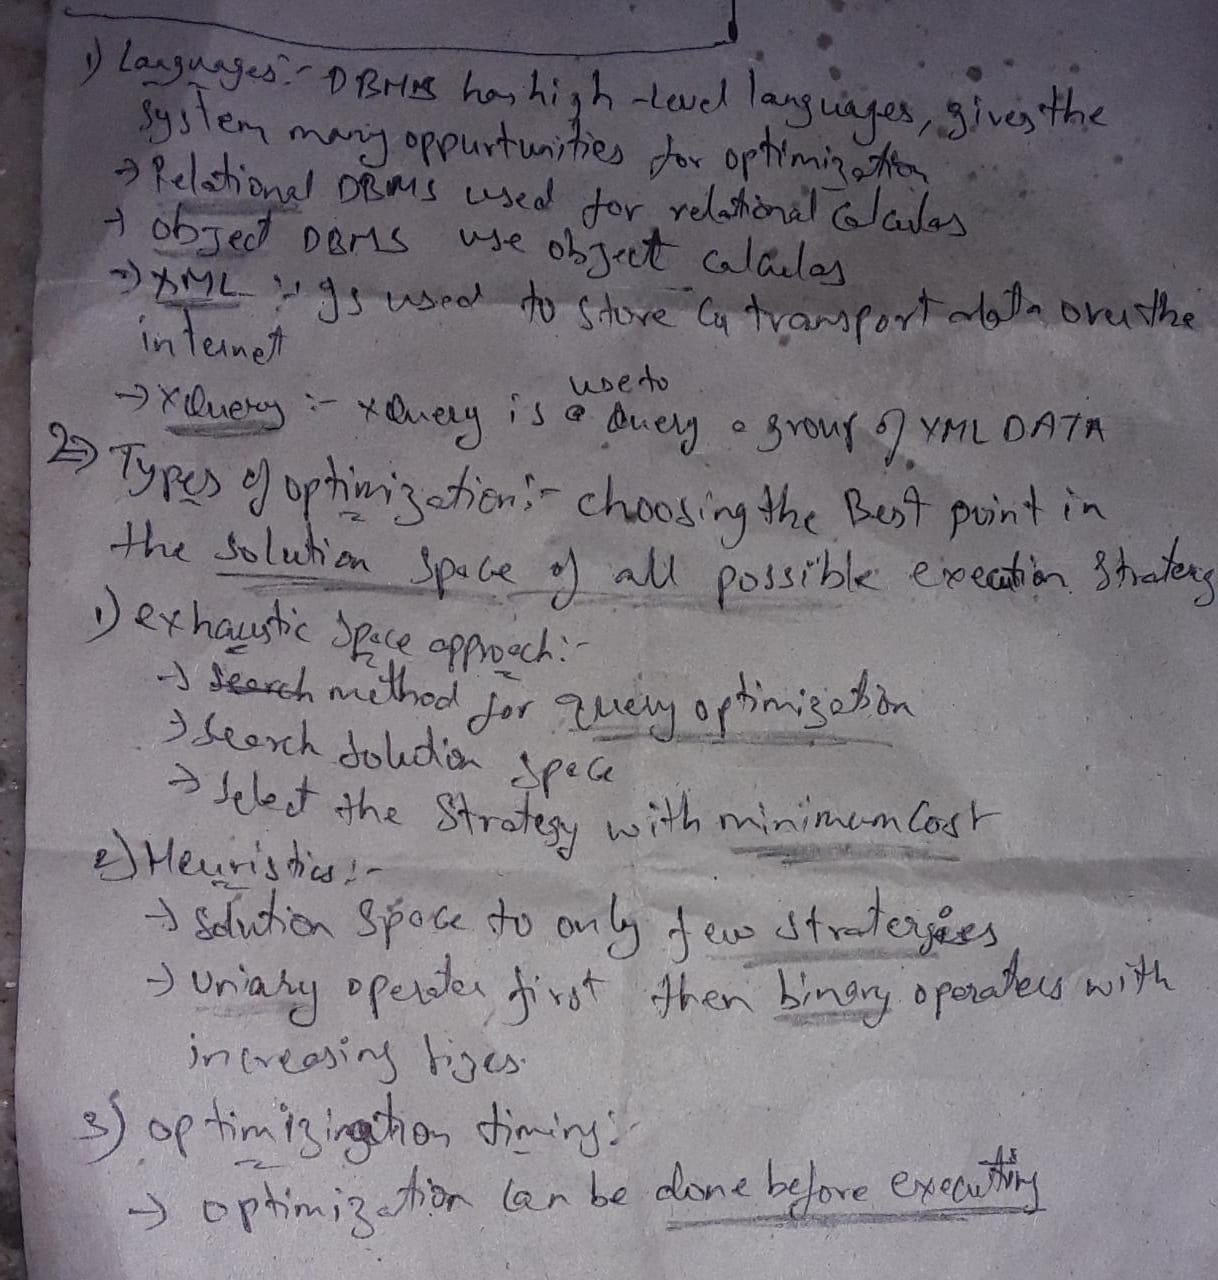 1) Languages:- DBMS has high-level languages, gives the
system many oppurtunities for optimization
→ Relational DBMS used for relational calculas
→ object DBMS use object calculas
→ XML :- Is used to store & transport data over the
internet
use to
→ XQuery :- XQuery is a Query a group of XML DATA
2) Types of optimization:- choosing the Best point in
the solution space of all possible execution Straterg
1) exhaustic Space approach:-
→ Search method for query optimization
→ Search solution space
→ Select the Strategy with minimum Cost
2) Heuristics:-
→ Solution Space to only few stratergies
→ Uniary operater first then binary operaters with
increasing sizes.
3) optimizingation timing:-
→ optimization can be done before executing